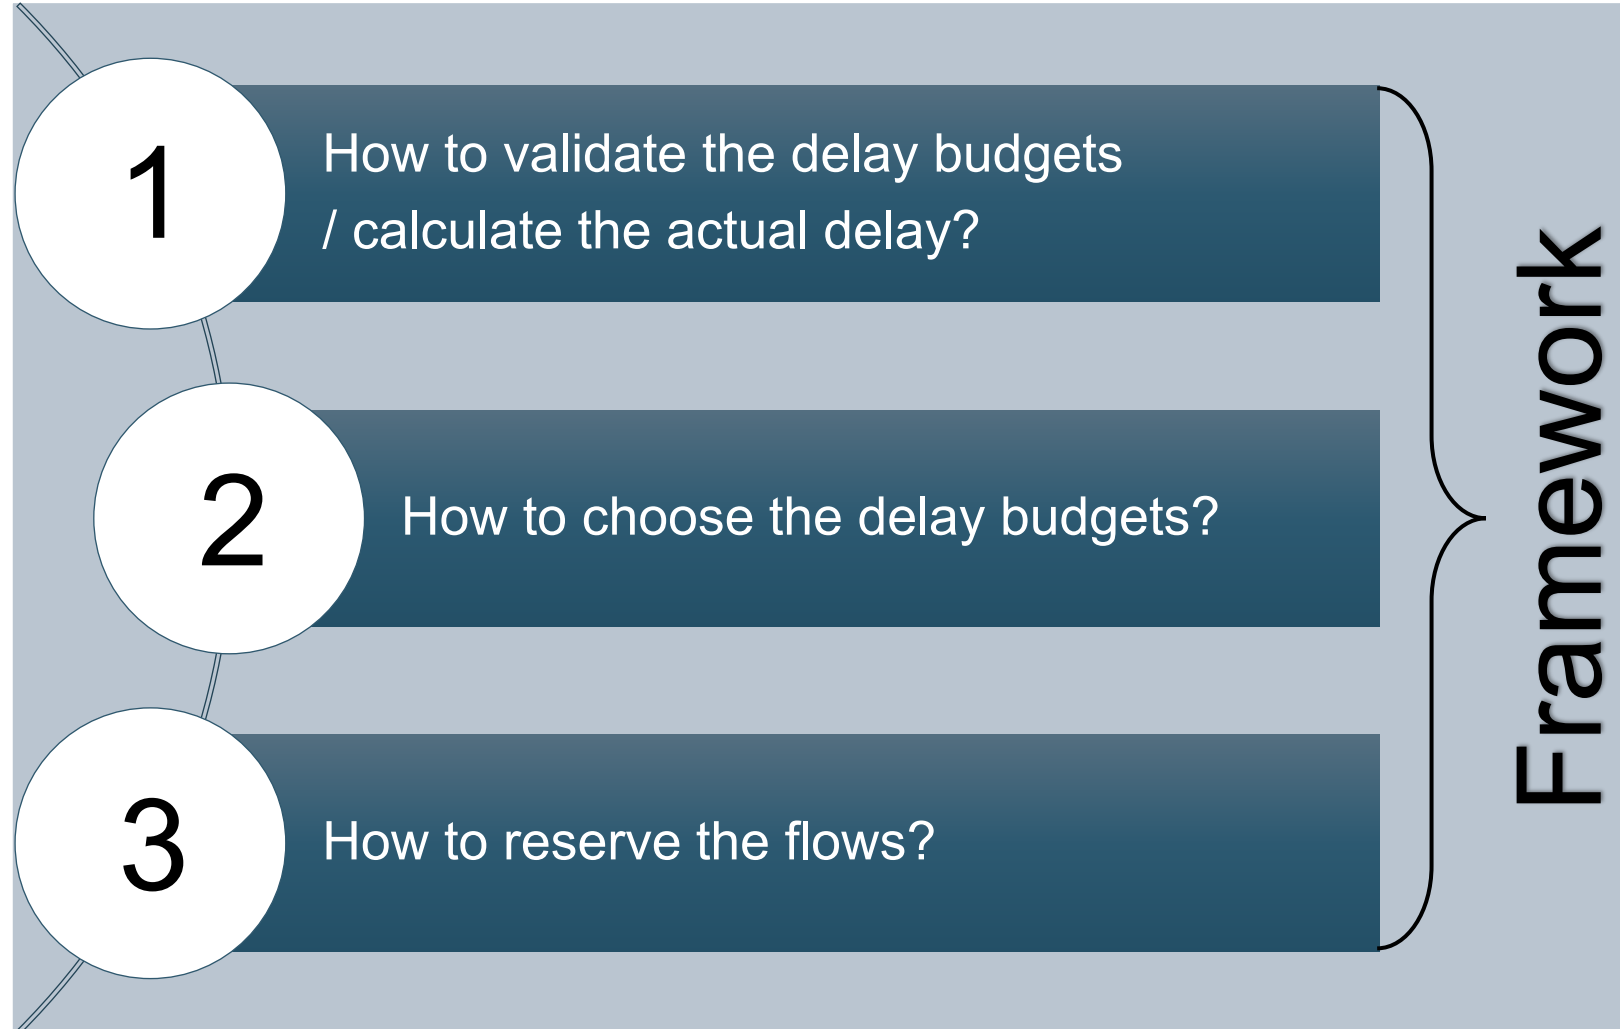 1
How to validate the delay budgets
/ calculate the actual delay?
2
How to choose the delay budgets?
3
How to reserve the flows?
Framework